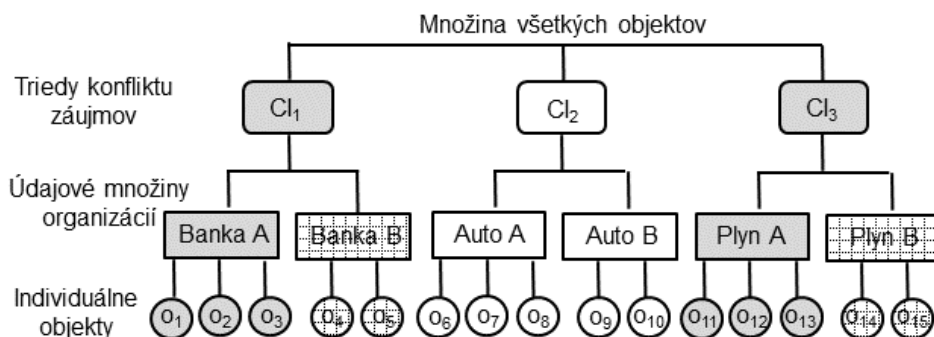 Množina všetkých objektov
Triedy konfliktu
záujmov
CI₁ CI₂ CI₃
Údajové množiny
organizácií
Banka A Banka B Auto A Auto B Plyn A Plyn B
Individuálne
objekty
o₁ o₂ o₃ o₄ o₅ o₆ o₇ o₈ o₉ o₁₀ o₁₁ o₁₂ o₁₃ o₁₄ o₁₅